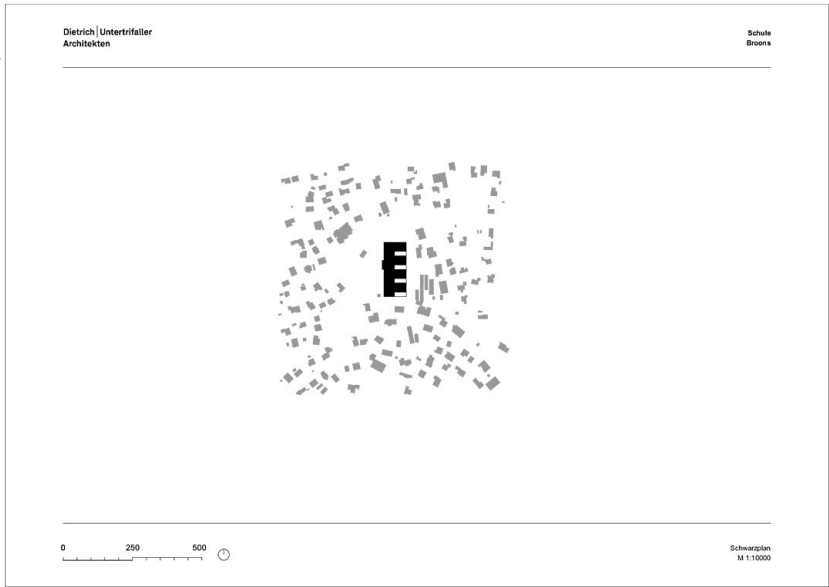 Dietrich | Untertrifaller
Architekten
Schule
Broons
0 250 500
Schwarzplan
M 1:10000